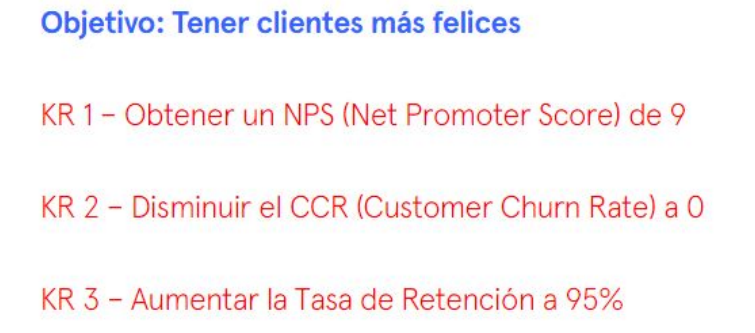 Objetivo: Tener clientes más felices
KR 1 – Obtener un NPS (Net Promoter Score) de 9
KR 2 – Disminuir el CCR (Customer Churn Rate) a 0
KR 3 – Aumentar la Tasa de Retención a 95%